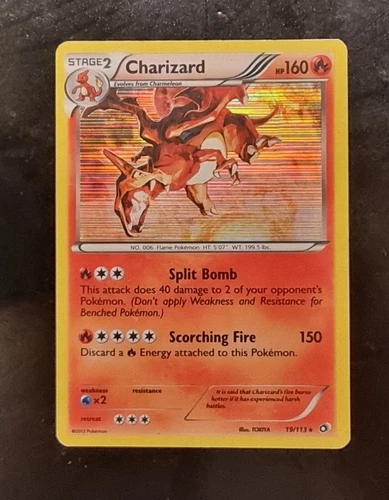 STAGE2 Charizard HP160
Evolves from Charmeleon
NO. 006 Flame Pokémon HT: 5'07" WT: 199.5 lbs.
Split Bomb
This attack does 40 damage to 2 of your opponent's
Pokémon. (Don't apply Weakness and Resistance for
Benched Pokémon.)
Scorching Fire 150
Discard a Energy attached to this Pokémon.
weakness resistance
×2
retreat
It is said that Charizard's fire burns
hotter if it has experienced harsh
battles.
©2013 Pokémon
Illus. TOKIYA 19/113 ★